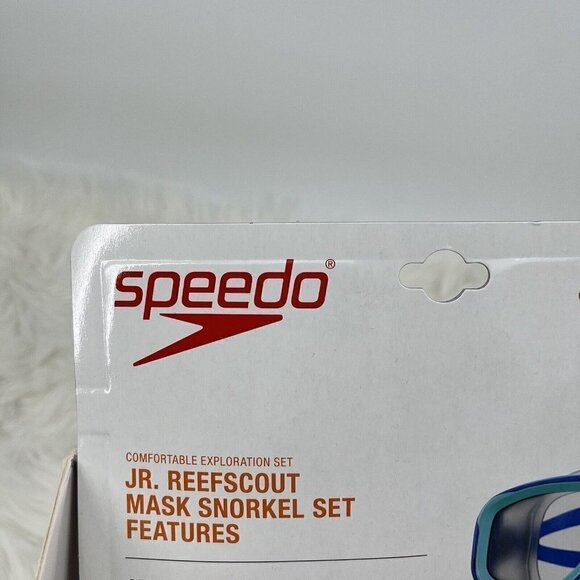 speedo®
COMFORTABLE EXPLORATION SET
JR. REEFSCOUT
MASK SNORKEL SET
FEATURES